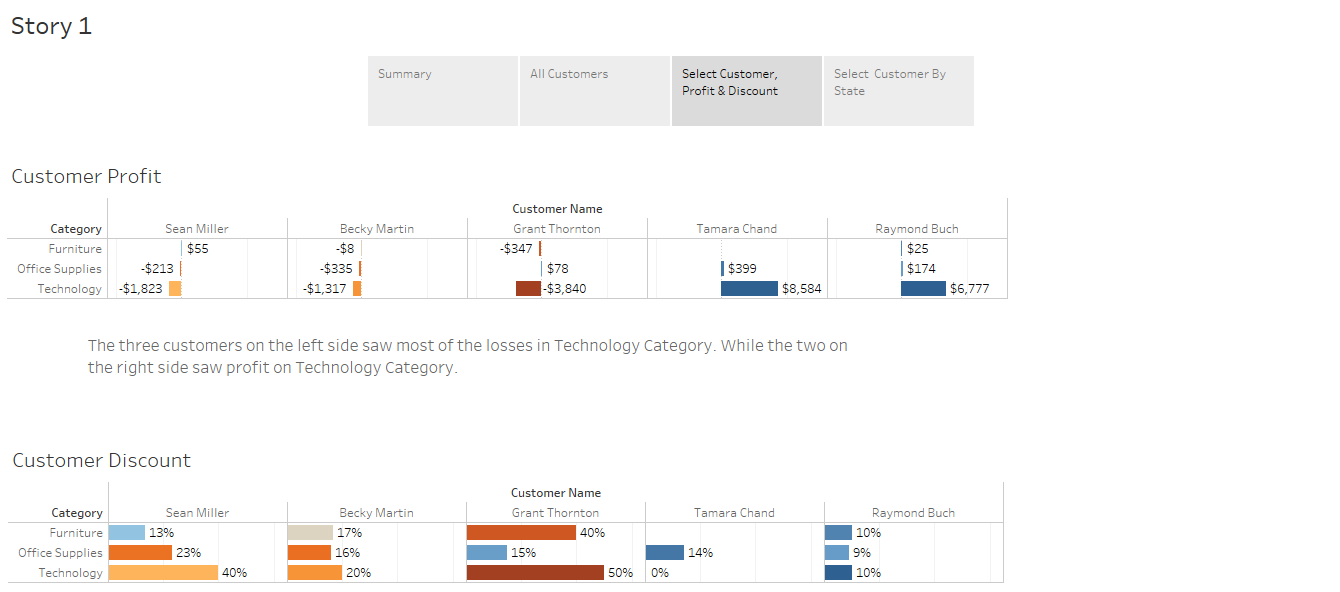 Story 1
Summary
All Customers
Select Customer,
Profit & Discount
Select Customer By
State
Customer Profit
Customer Name
Category Sean Miller Becky Martin Grant Thornton Tamara Chand Raymond Buch
Furniture $55 -$8 -$347 $25
Office Supplies -$213 -$335 $78 $399 $174
Technology -$1,823 -$1,317 -$3,840 $8,584 $6,777
The three customers on the left side saw most of the losses in Technology Category. While the two on
the right side saw profit on Technology Category.
Customer Discount
Customer Name
Category Sean Miller Becky Martin Grant Thornton Tamara Chand Raymond Buch
Furniture 13% 17% 40% 10%
Office Supplies 23% 16% 15% 14% 9%
Technology 40% 20% 50% 0% 10%